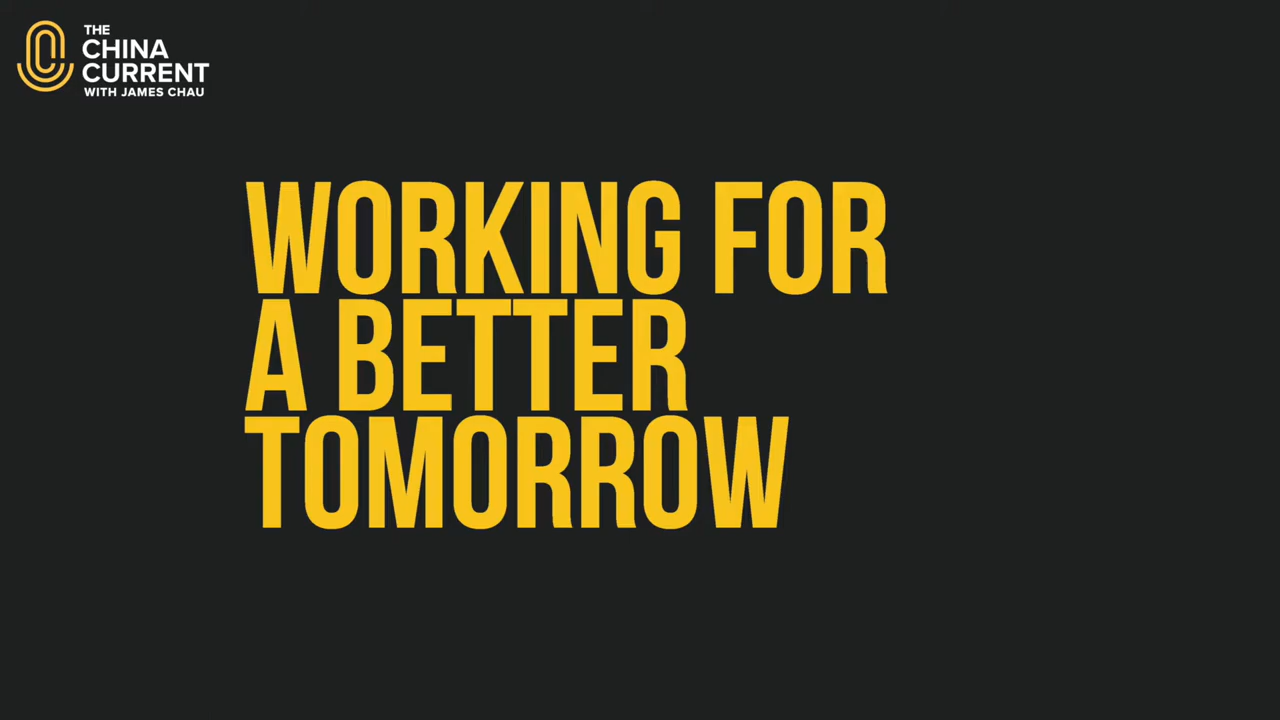 THE
CHINA
CURRENT
WITH JAMES CHAU
WORKING FOR
A BETTER
TOMORROW